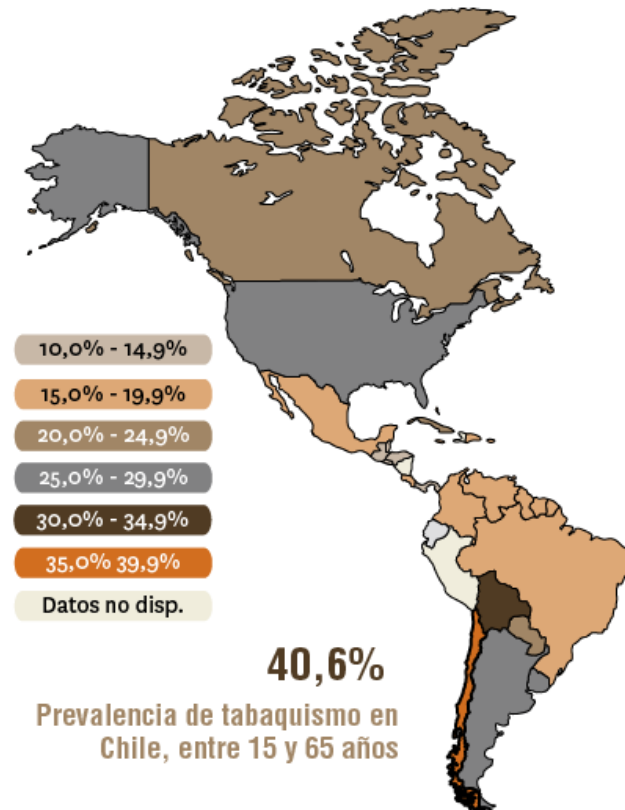 10,0% - 14,9%
15,0% - 19,9%
20,0% - 24,9%
25,0% - 29,9%
30,0% - 34,9%
35,0% 39,9%
Datos no disp.
40,6%
Prevalencia de tabaquismo en
Chile, entre 15 y 65 años